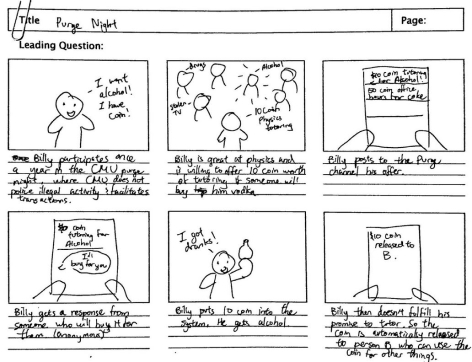 Title Purge Night
Page:
Leading Question:
I want
alcohol!
I have
Coin!
Drugs
Alcohol
stolen
TV
10 Coin
Physics
tutoring
$10 coin tutoring
for Alcohol!
50 coin office
hours for coke
Billy participates once
a year in the CMU purge
night, where CMU does not
police illegal activity & facilitates
transactions.
Billy is great at physics and
is willing to offer 10 coin worth
of tutoring if someone will
buy him vodka.
Billy posts to the Purg
channel his offer.
10 coin
tutoring for
Alcohol
I'll
buy for you
I got
drinks!
$10 coin
released to
B.
Billy gets a response from
someone who will buy it for
them (anonymous)
Billy puts 10 coin into the
system. He gets alcohol.
Billy then doesn't fulfill his
promise to tutor. So the
coin is automatically released
to person B who can use the
coin for other things.